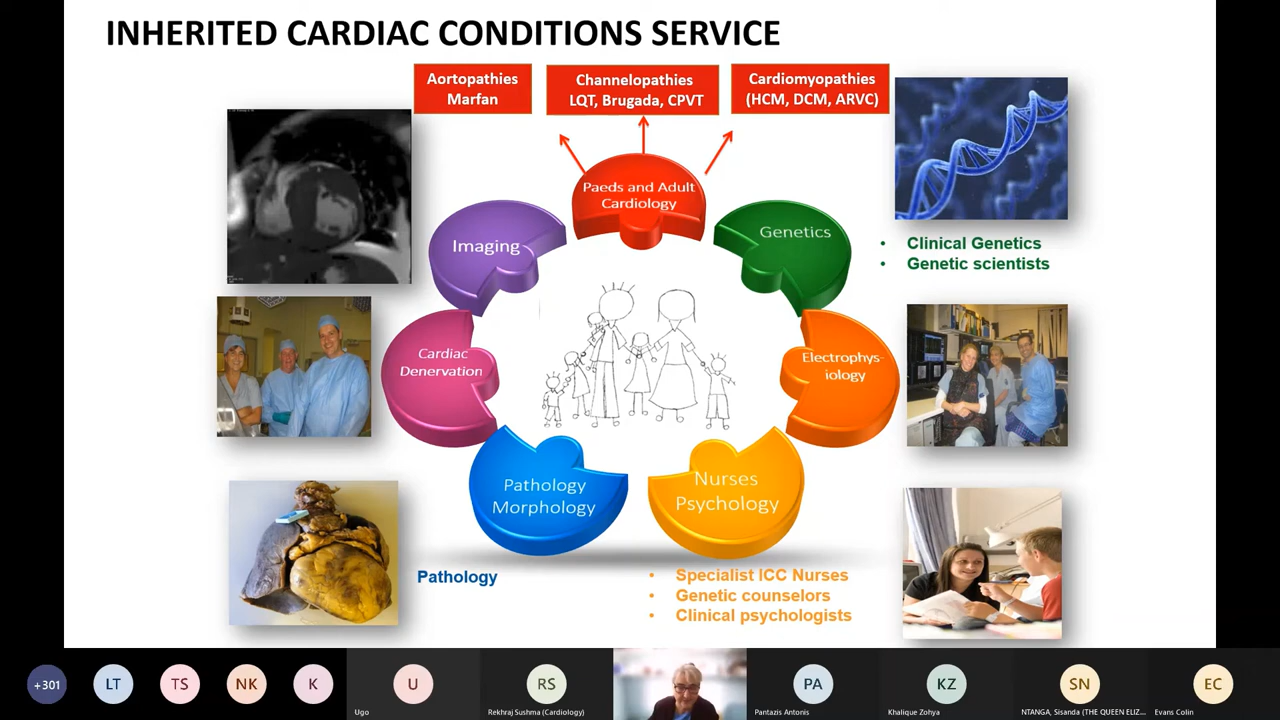 INHERITED CARDIAC CONDITIONS SERVICE
Aortopathies
Marfan
Channelopathies
LQT, Brugada, CPVT
Cardiomyopathies
(HCM, DCM, ARVC)
Paeds and Adult
Cardiology
Imaging
Genetics
• Clinical Genetics
• Genetic scientists
Cardiac
Denervation
Electrophys-
iology
Pathology
Morphology
Nurses
Psychology
Pathology
• Specialist ICC Nurses
• Genetic counselors
• Clinical psychologists
+301
LT
TS
NK
K
U
Ugo
RS
Rekhraj Sushma (Cardiology)
PA
Pantazis Antonis
KZ
Khalique Zohya
SN
NTANGA, Sisanda (THE QUEEN ELIZ...
EC
Evans Colin